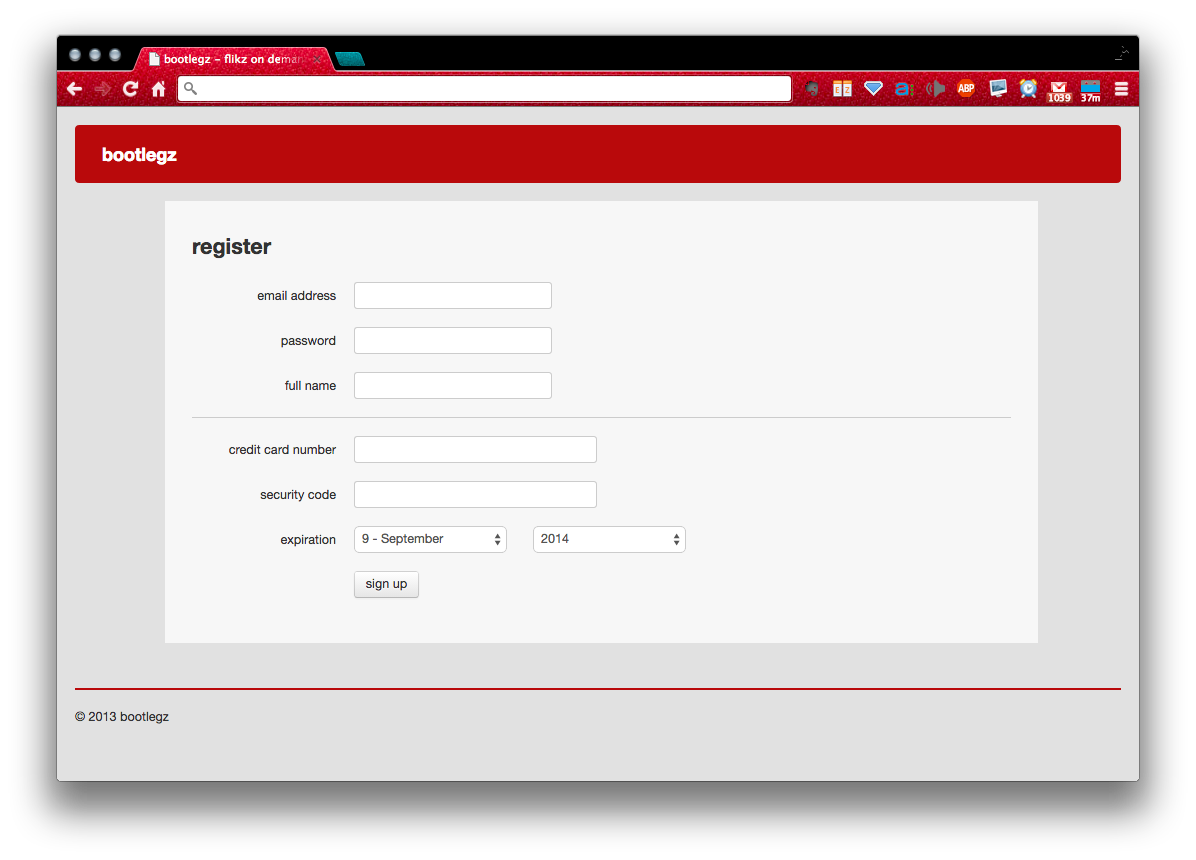 bootlegz – flikz on deman
E Z
a:
ABP
1039
37m
bootlegz
register
email address
password
full name
credit card number
security code
expiration
9 - September
2014
sign up
© 2013 bootlegz